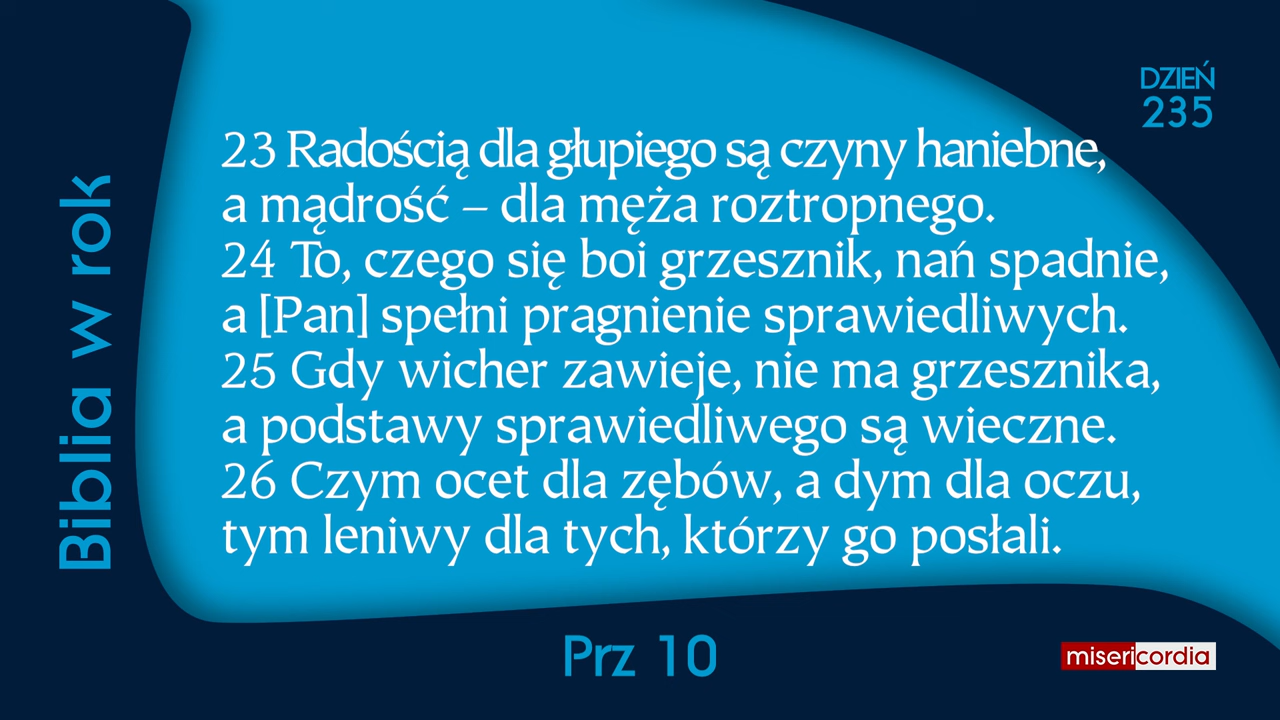 DZIEŃ
235
23 Radością dla głupiego są czyny haniebne,
a mądrość – dla męża roztropnego.
24 To, czego się boi grzesznik, nań spadnie,
a [Pan] spełni pragnienie sprawiedliwych.
25 Gdy wicher zawieje, nie ma grzesznika,
a podstawy sprawiedliwego są wieczne.
26 Czym ocet dla zębów, a dym dla oczu,
tym leniwy dla tych, którzy go posłali.
Biblia w rok
Prz 10
misericordia